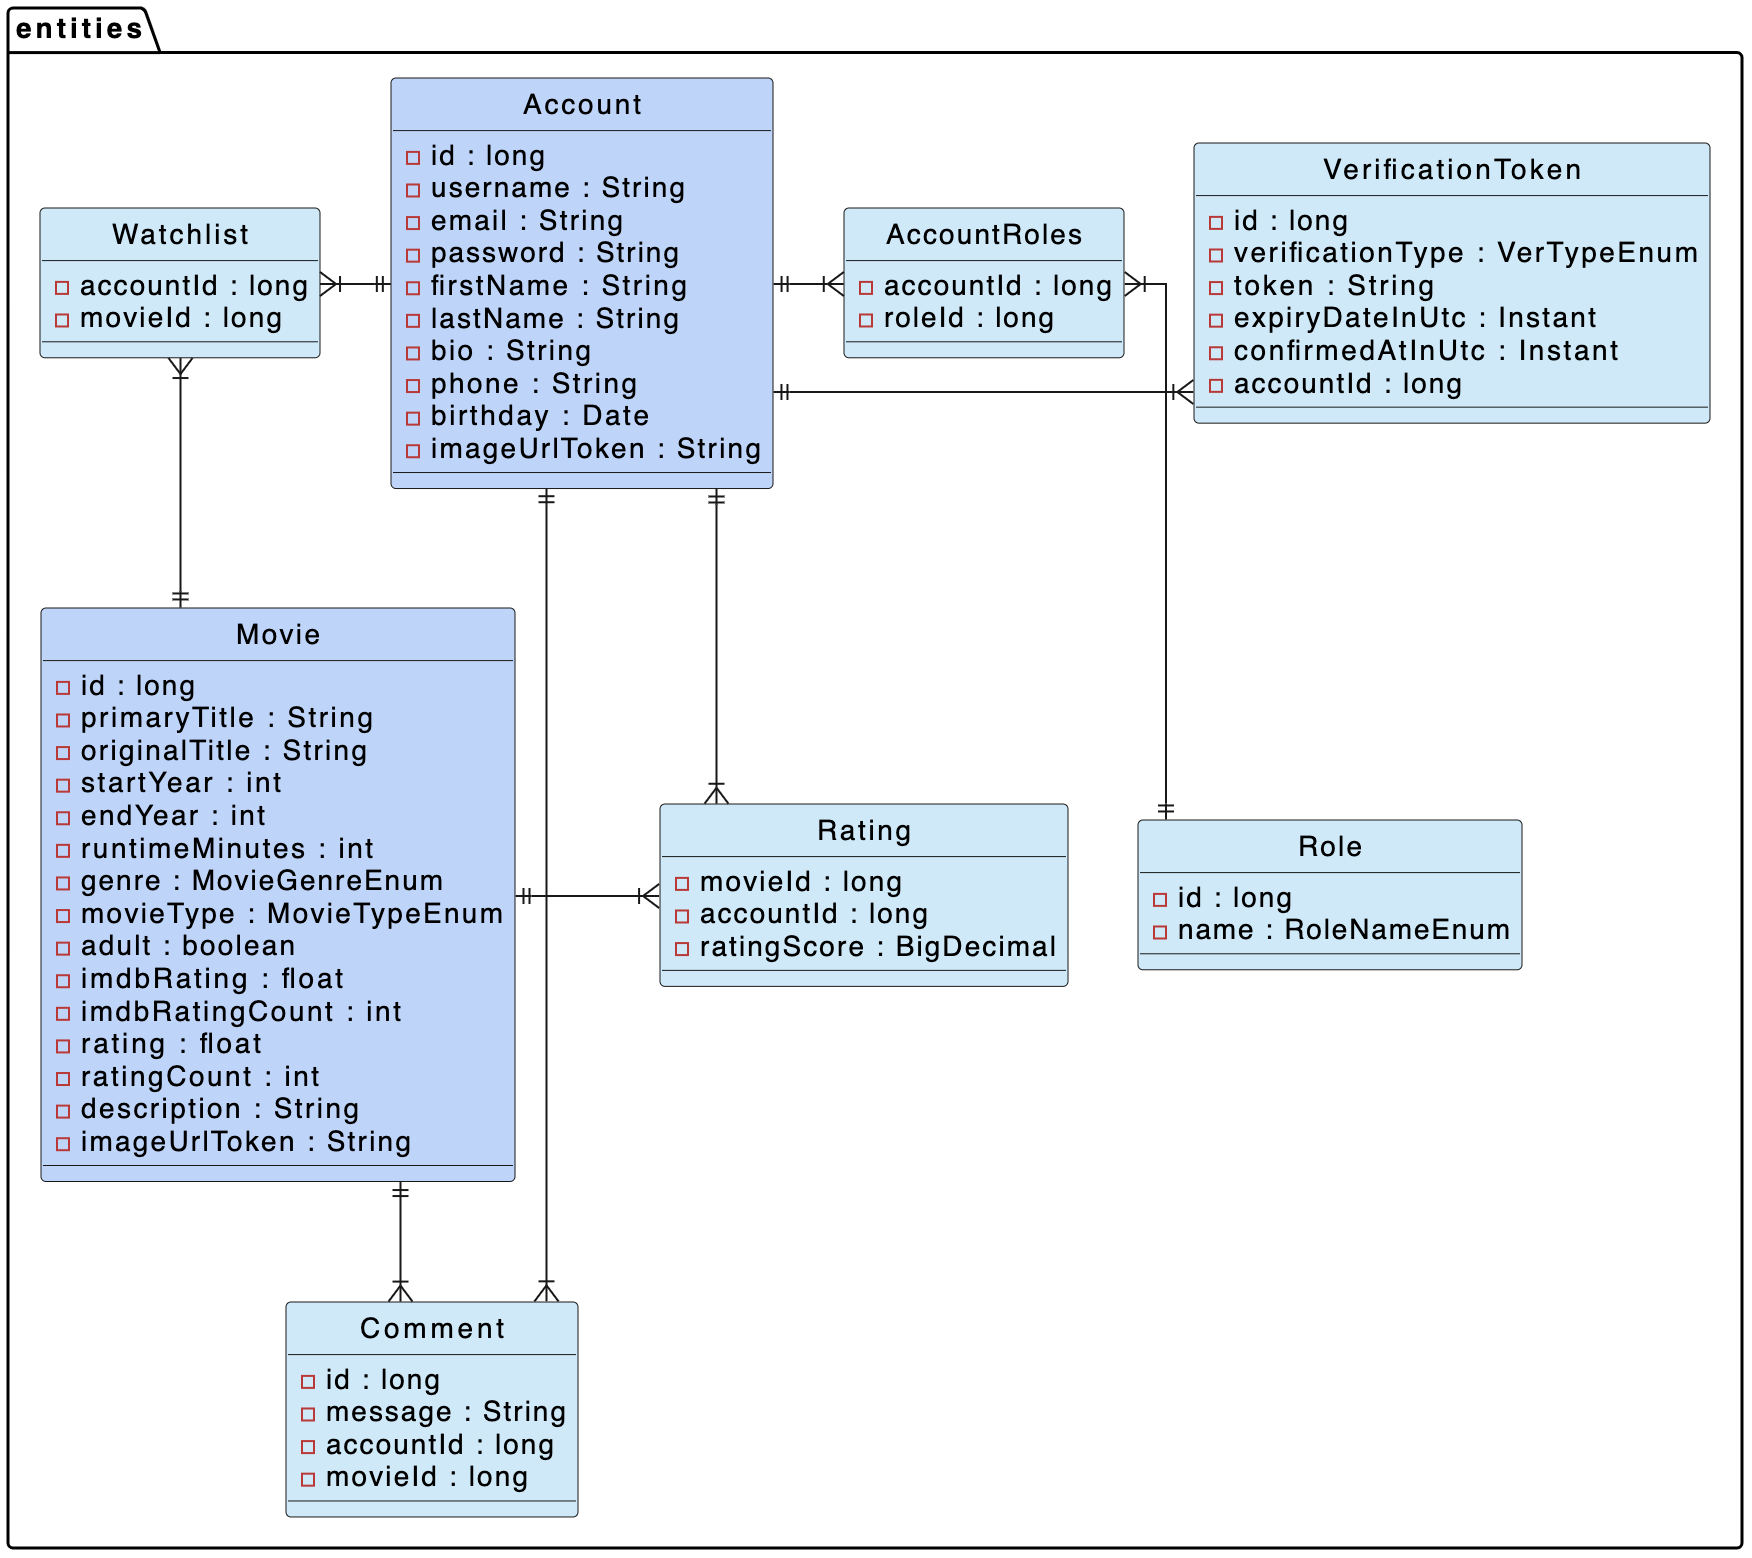 entities
Account
id : long
username : String
email : String
password : String
firstName : String
lastName : String
bio : String
phone : String
birthday : Date
imageUrlToken : String
Watchlist
accountId : long
movieId : long
AccountRoles
accountId : long
roleId : long
VerificationToken
id : long
verificationType : VerTypeEnum
token : String
expiryDateInUtc : Instant
confirmedAtInUtc : Instant
accountId : long
Movie
id : long
primaryTitle : String
originalTitle : String
startYear : int
endYear : int
runtimeMinutes : int
genre : MovieGenreEnum
movieType : MovieTypeEnum
adult : boolean
imdbRating : float
imdbRatingCount : int
rating : float
ratingCount : int
description : String
imageUrlToken : String
Rating
movieId : long
accountId : long
ratingScore : BigDecimal
Role
id : long
name : RoleNameEnum
Comment
id : long
message : String
accountId : long
movieId : long